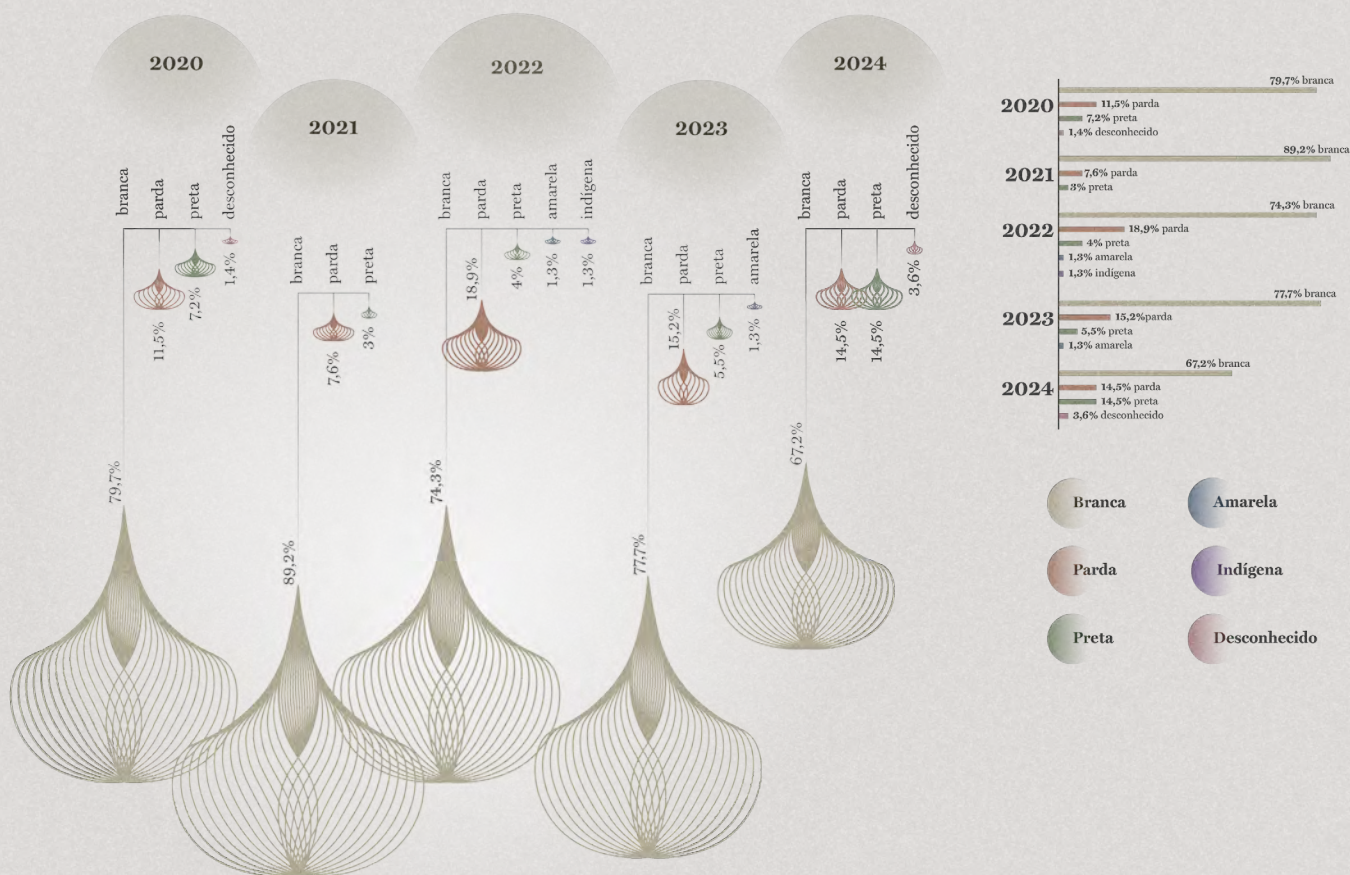 2020
branca
parda
preta
desconhecido
79,7%
11,5%
7,2%
1,4%
2021
branca
parda
preta
89,2%
7,6%
3%
2022
branca
parda
preta
amarela
indígena
74,3%
18,9%
4%
1,3%
1,3%
2023
branca
parda
preta
amarela
77,7%
15,2%
5,5%
1,3%
2024
branca
parda
preta
desconhecido
67,2%
14,5%
14,5%
3,6%
2020
79,7% branca
11,5% parda
7,2% preta
1,4% desconhecido
2021
89,2% branca
7,6% parda
3% preta
2022
74,3% branca
18,9% parda
4% preta
1,3% amarela
1,3% indígena
2023
77,7% branca
15,2%parda
5,5% preta
1,3% amarela
2024
67,2% branca
14,5% parda
14,5% preta
3,6% desconhecido
Branca
Amarela
Parda
Indígena
Preta
Desconhecido